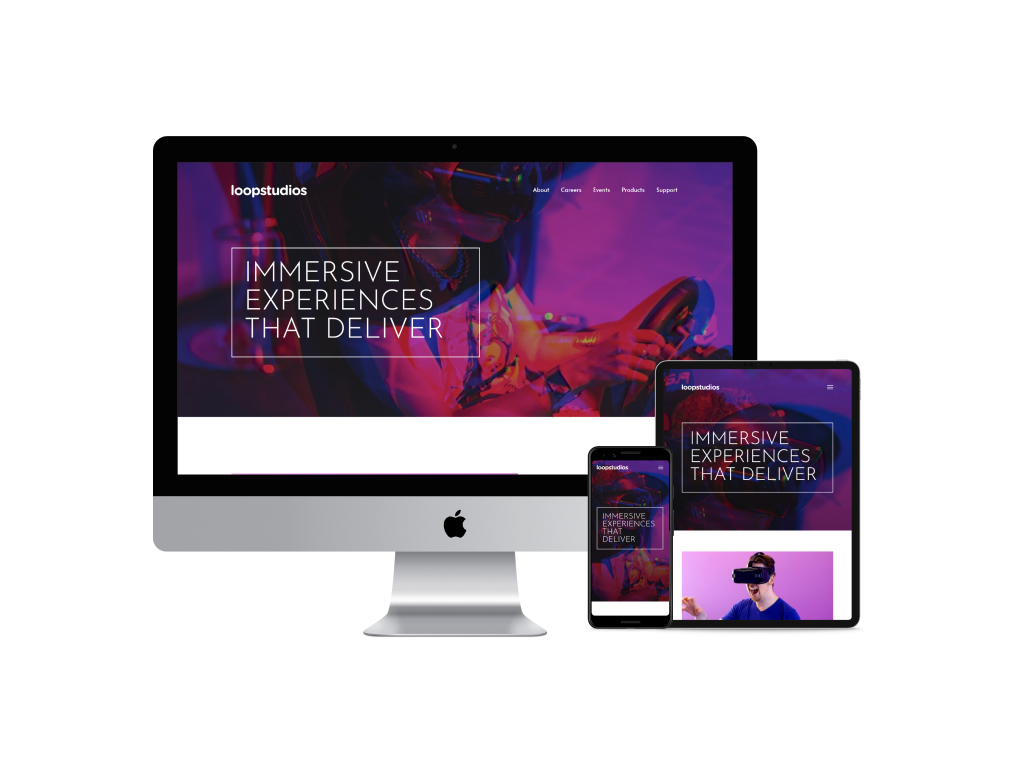 loopstudios
About Careers Events Products Support
IMMERSIVE
EXPERIENCES
THAT DELIVER
loopstudios
IMMERSIVE
EXPERIENCES
THAT DELIVER
loopstudios
IMMERSIVE
EXPERIENCES
THAT
DELIVER